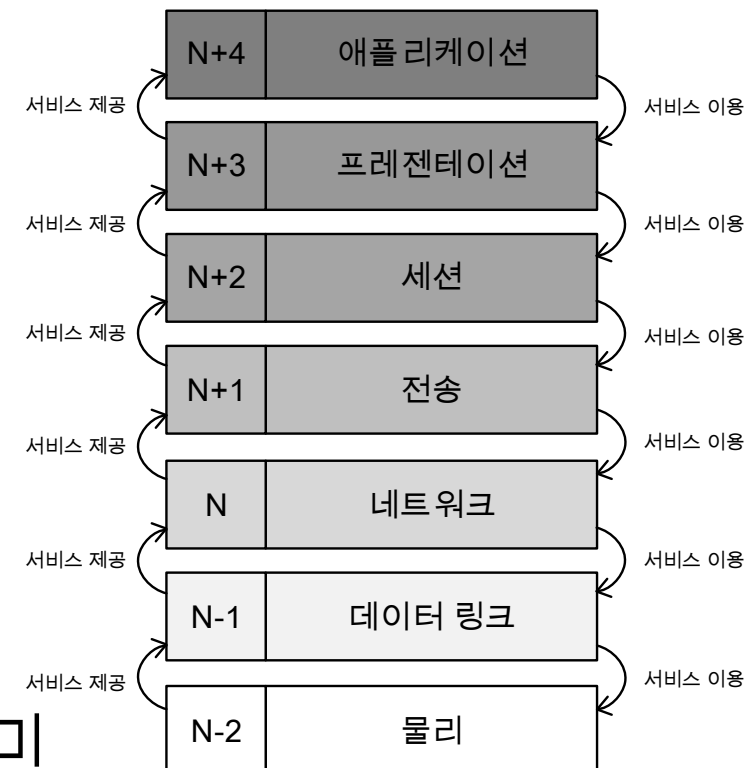 N+4 애플리케이션
서비스 제공 서비스 이용
N+3 프레젠테이션
서비스 제공 서비스 이용
N+2 세션
서비스 제공 서비스 이용
N+1 전송
서비스 제공 서비스 이용
N 네트워크
서비스 제공 서비스 이용
N-1 데이터 링크
서비스 제공 서비스 이용
N-2 물리
미